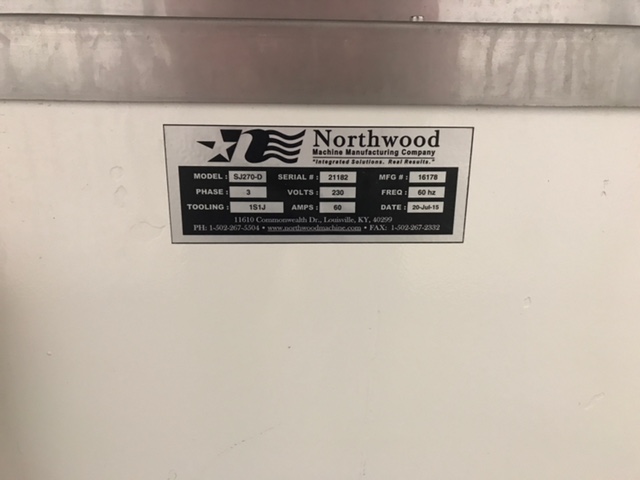 Northwood
Machine Manufacturing Company
"Integrated Solutions. Real Results."
MODEL : SJ270-D SERIAL # : 21182 MFG # : 16178
PHASE : 3 VOLTS : 230 FREQ : 60 hz
TOOLING : 1S1J AMPS : 60 DATE : 20-Jul-15
11610 Commonwealth Dr., Louisville, KY, 40299
PH: 1-502-267-5504 • www.northwoodmachine.com • FAX: 1-502-267-2332